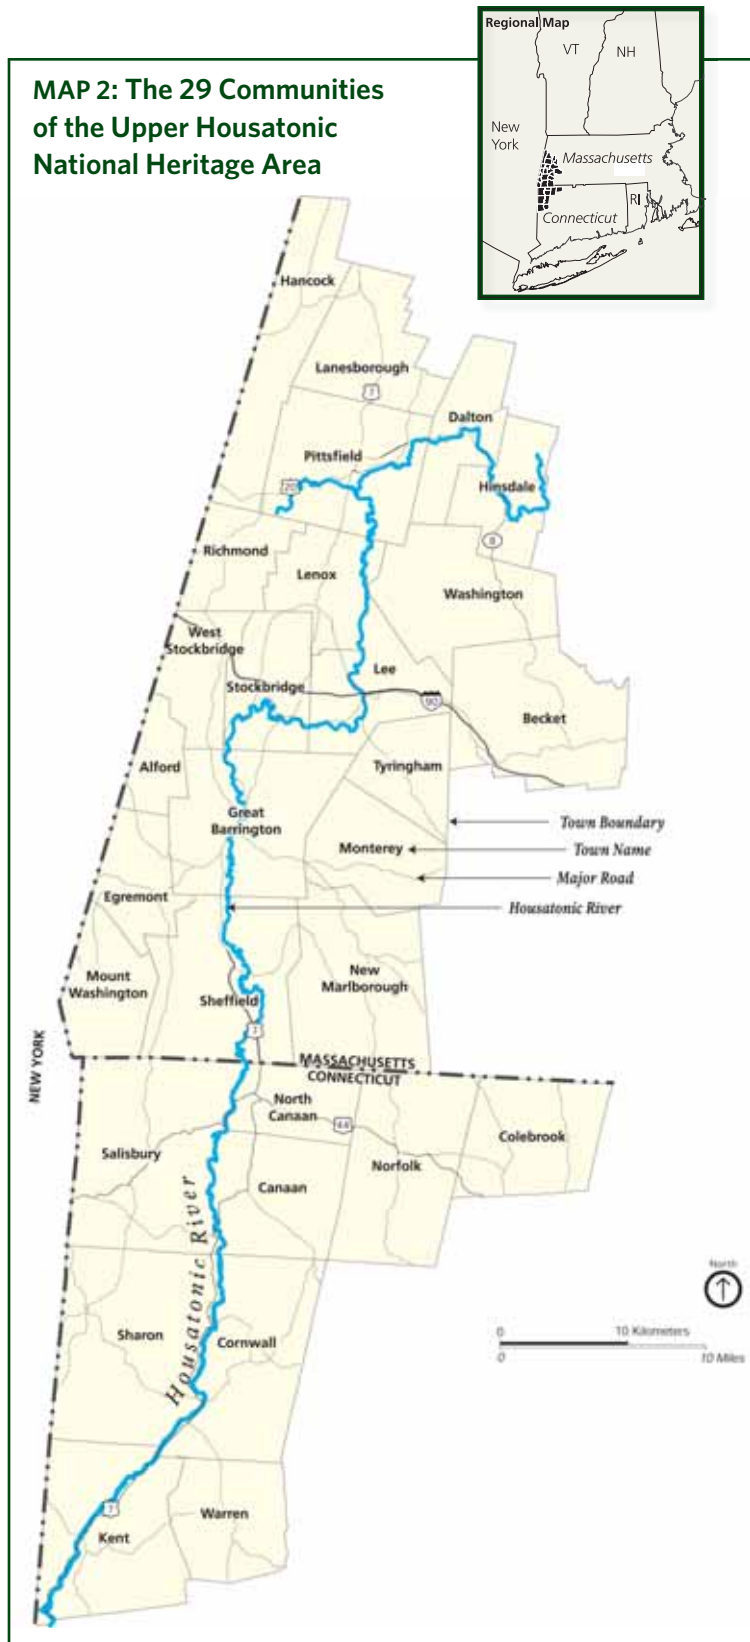 MAP 2: The 29 Communities
of the Upper Housatonic
National Heritage Area
Regional Map
VT
NH
New
York
Massachusetts
RI
Connecticut
Hancock
Lanesborough
7
Dalton
Pittsfield
20
Hinsdale
8
Richmond
Lenox
Washington
West
Stockbridge
Lee
Stockbridge
90
Becket
Alford
Tyringham
Great
Barrington
Town Boundary
Monterey
Town Name
Major Road
Egremont
Housatonic River
Mount
Washington
New
Marlborough
Sheffield
7
NEW YORK
MASSACHUSETTS
CONNECTICUT
North
Canaan
44
Colebrook
Salisbury
Norfolk
Canaan
Housatonic River
North
Sharon
Cornwall
0
10 Kilometers
0
10 Miles
7
Warren
Kent